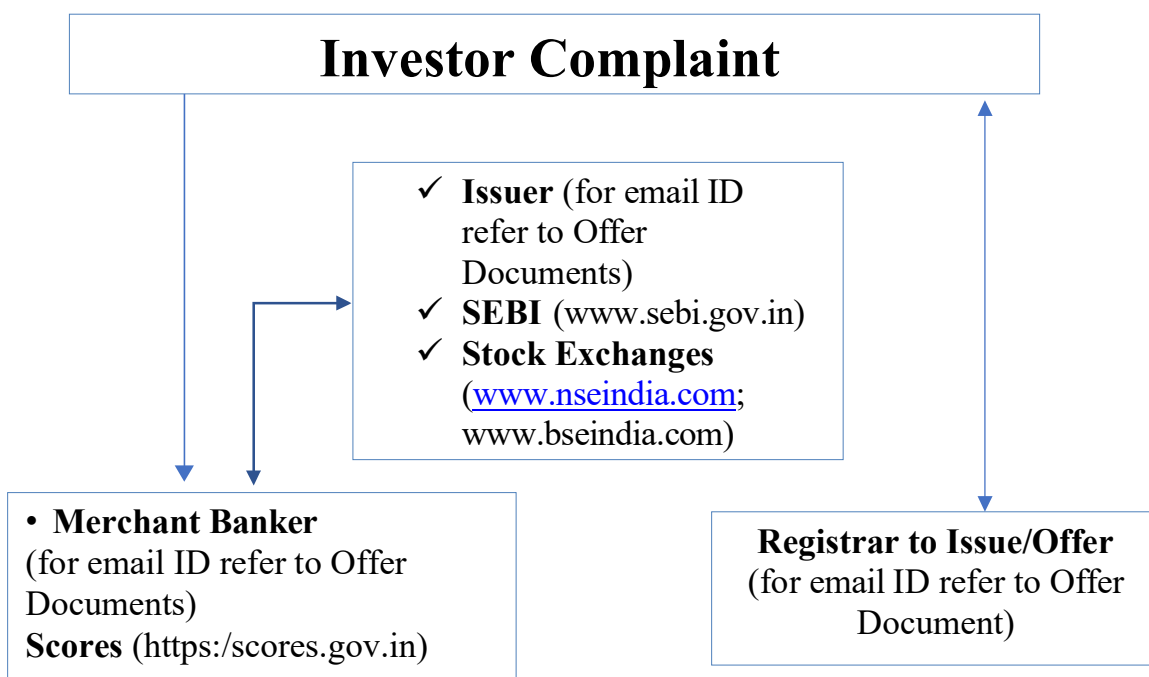 Investor Complaint
✓ Issuer (for email ID
refer to Offer
Documents)
✓ SEBI (www.sebi.gov.in)
✓ Stock Exchanges
(www.nseindia.com;
www.bseindia.com)
• Merchant Banker
(for email ID refer to Offer
Documents)
Scores (https:/scores.gov.in)
Registrar to Issue/Offer
(for email ID refer to Offer
Document)